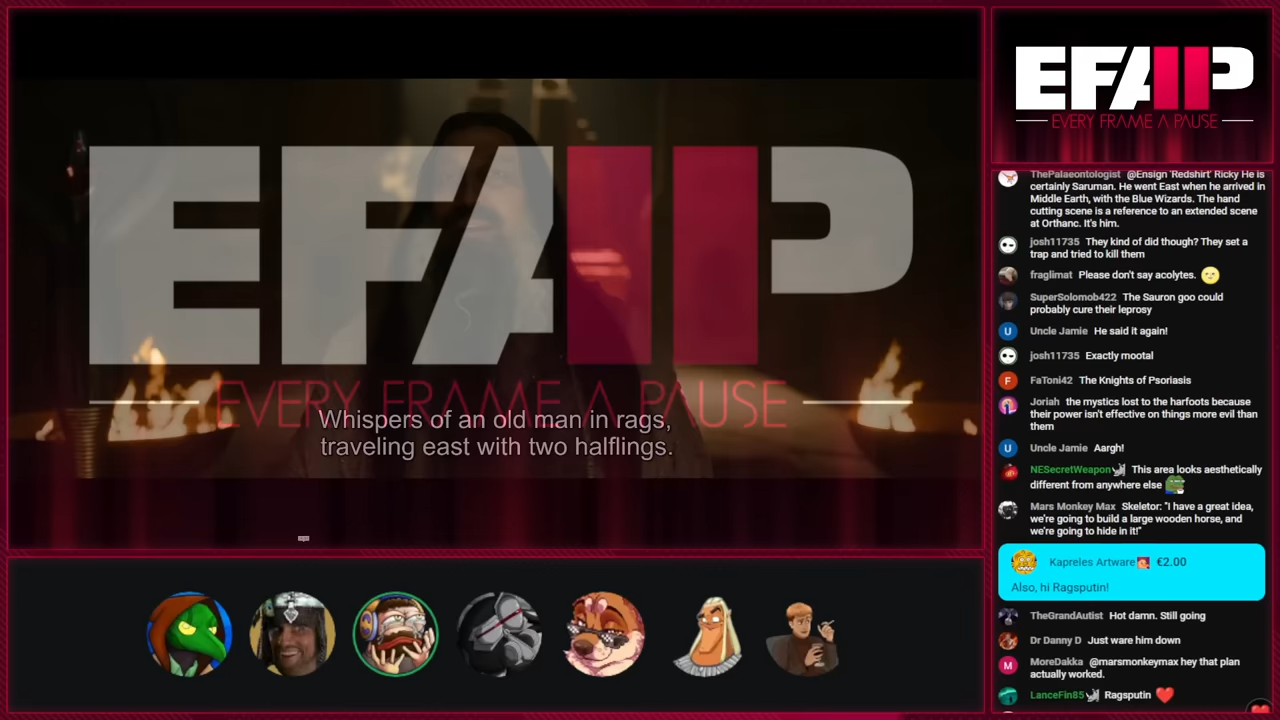 EFAP
EVERY FRAME A PAUSE
Whispers of an old man in rags,
traveling east with two halflings.
EFAP
EVERY FRAME A PAUSE
ThePalaeontologist @Ensign 'Redshirt' Ricky He is
certainly Saruman. He went East when he arrived in
Middle Earth, with the Blue Wizards. The hand
cutting scene is a reference to an extended scene
at Orthanc. It's him.
josh11735 They kind of did though? They set a
trap and tried to kill them
fraglimat Please don't say acolytes.
SuperSolomob422 The Sauron goo could
probably cure their leprosy
U Uncle Jamie He said it again!
josh11735 Exactly mootal
F FaToni42 The Knights of Psoriasis
Joriah the mystics lost to the harfoots because
their power isn't effective on things more evil than
them
U Uncle Jamie Aargh!
NESecretWeapon This area looks aesthetically
different from anywhere else
Mars Monkey Max Skeletor: "I have a great idea,
we're going to build a large wooden horse, and
we're going to hide in it!"
Kapreles Artware €2.00
Also, hi Ragsputin!
TheGrandAutist Hot damn. Still going
Dr Danny D Just ware him down
M MoreDakka @marsmonkeymax hey that plan
actually worked.
LanceFin85 Ragsputin